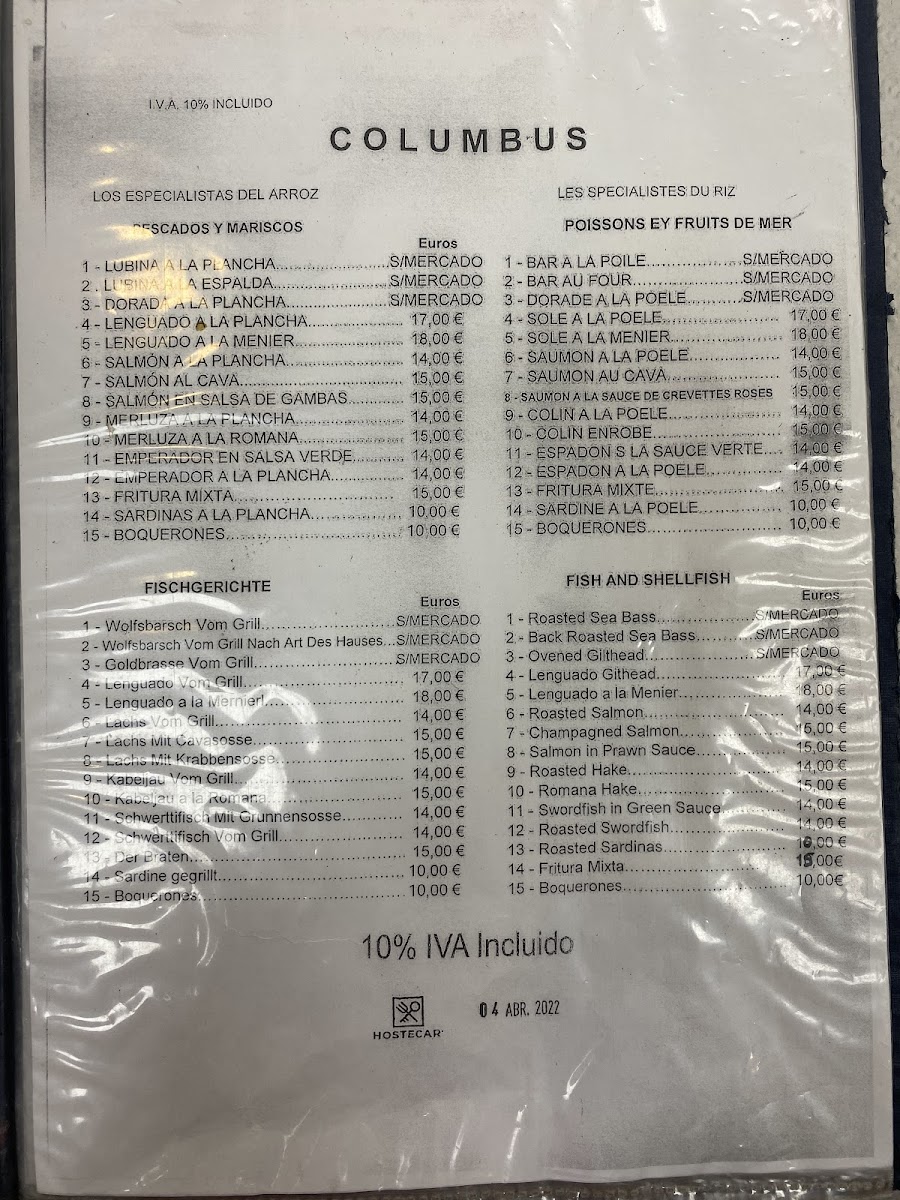 I.V.A. 10% INCLUIDO
COLUMBUS
LOS ESPECIALISTAS DEL ARROZ
PESCADOS Y MARISCOS
Euros
1 - LUBINA A LA PLANCHA S/MERCADO
2 . LUBINA A LA ESPALDA S/MERCADO
3 - DORADA A LA PLANCHA S/MERCADO
4 - LENGUADO A LA PLANCHA 17,00 €
5 - LENGUADO A LA MENIER 18,00 €
6 - SALMÓN A LA PLANCHA 14,00 €
7 - SALMÓN AL CAVA 15,00 €
8 - SALMÓN EN SALSA DE GAMBAS 15,00 €
9 - MERLUZA A LA PLANCHA 14,00 €
10 - MERLUZA A LA ROMANA 15,00 €
11 - EMPERADOR EN SALSA VERDE 14,00 €
12 - EMPERADOR A LA PLANCHA 14,00 €
13 - FRITURA MIXTA 15,00 €
14 - SARDINAS A LA PLANCHA 10,00 €
15 - BOQUERONES 10,00 €
LES SPECIALISTES DU RIZ
POISSONS EY FRUITS DE MER
1 - BAR A LA POILE S/MERCADO
2 - BAR AU FOUR S/MERCADO
3 - DORADE A LA POELE S/MERCADO
4 - SOLE A LA POELE 17,00 €
5 - SOLE A LA MENIER 18,00 €
6 - SAUMON A LA POELE 14,00 €
7 - SAUMON AU CAVA 15,00 €
8 - SAUMON A LA SAUCE DE CREVETTES ROSES 15,00 €
9 - COLIN A LA POELE 14,00 €
10 - COLIN ENROBE 15,00 €
11 - ESPADON S LA SAUCE VERTE 14,00 €
12 - ESPADON A LA POELE 14,00 €
13 - FRITURA MIXTE 15,00 €
14 - SARDINE A LA POELE 10,00 €
15 - BOQUERONES 10,00 €
FISCHGERICHTE
Euros
1 - Wolfsbarsch Vom Grill S/MERCADO
2 - Wolfsbarsch Vom Grill Nach Art Des Hauses S/MERCADO
3 - Goldbrasse Vom Grill S/MERCADO
4 - Lenguado Vom Grill 17,00 €
5 - Lenguado a la Mernierl 18,00 €
6 - Lachs Vom Grill 14,00 €
7 - Lachs Mit Cavasosse 15,00 €
8 - Lachs Mit Krabbensosse 15,00 €
9 - Kabeljau Vom Grill 14,00 €
10 - Kabeljau a la Romana 15,00 €
11 - Schwerttifisch Mit Grunnensosse 14,00 €
12 - Schwerttifisch Vom Grill 14,00 €
13 - Der Braten 15,00 €
14 - Sardine gegrillt 10,00 €
15 - Boquerones 10,00 €
FISH AND SHELLFISH
Euros
1 - Roasted Sea Bass S/MERCADO
2 - Back Roasted Sea Bass S/MERCADO
3 - Ovened Gilthead S/MERCADO
4 - Lenguado Githead 17,00 €
5 - Lenguado a la Menier 18,00 €
6 - Roasted Salmon 14,00 €
7 - Champagned Salmon 15,00 €
8 - Salmon in Prawn Sauce 15,00 €
9 - Roasted Hake 14,00 €
10 - Romana Hake 15,00 €
11 - Swordfish in Green Sauce 14,00 €
12 - Roasted Swordfish 14,00 €
13 - Roasted Sardinas
14 - Fritura Mixta
15 - Boquerones 10,00€
10% IVA Incluido
HOSTECAR
04 ABR. 2022